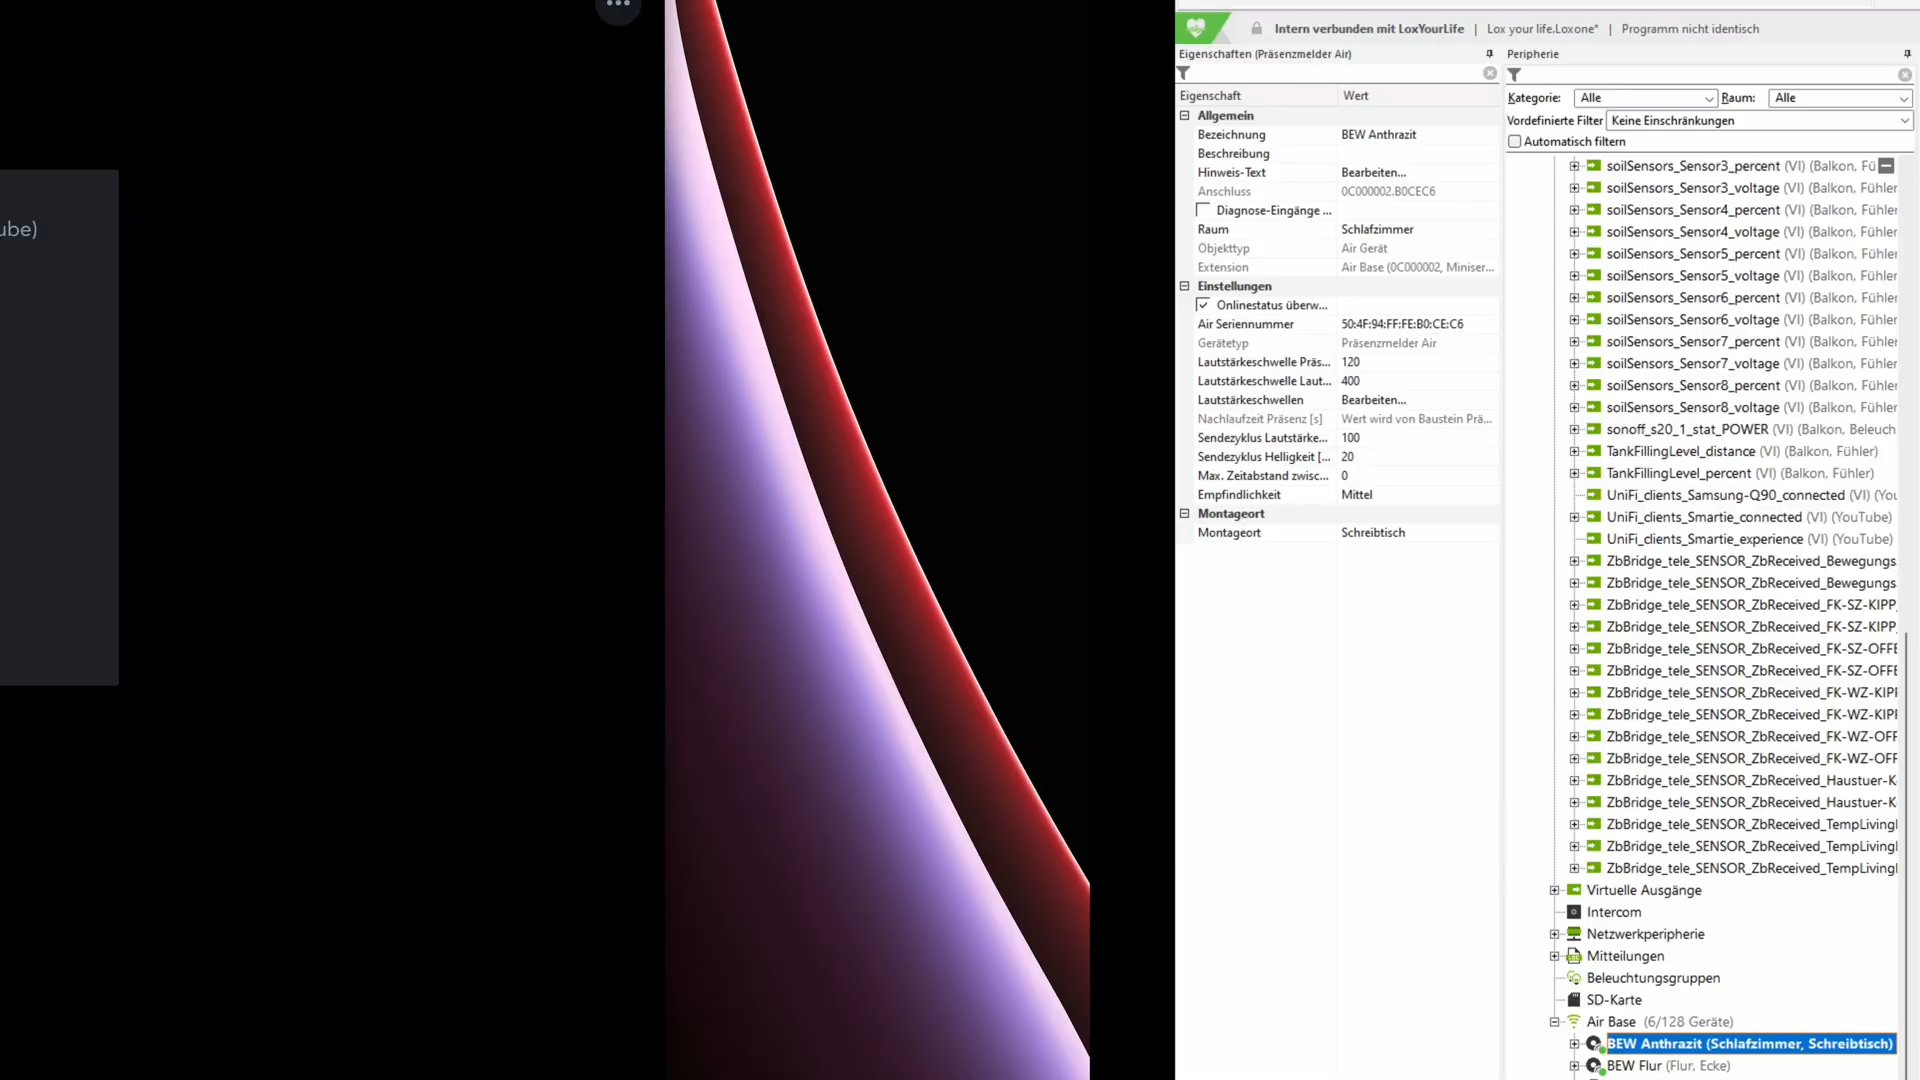 ube)
Intern verbunden mit LoxYourLife | Lox your life.Loxone* | Programm nicht identisch
Eigenschaften (Präsenzmelder Air)
Eigenschaft Wert
Allgemein
Bezeichnung BEW Anthrazit
Beschreibung
Hinweis-Text Bearbeiten...
Anschluss 0C000002.B0CEC6
Diagnose-Eingänge ...
Raum Schlafzimmer
Objekttyp Air Gerät
Extension Air Base (0C000002, Miniser...
Einstellungen
Onlinestatus überw...
Air Seriennummer 50:4F:94:FF:FE:B0:CE:C6
Gerätetyp Präsenzmelder Air
Lautstärkeschwelle Präs... 120
Lautstärkeschwelle Laut... 400
Lautstärkeschwellen Bearbeiten...
Nachlaufzeit Präsenz [s] Wert wird von Baustein Prä...
Sendezyklus Lautstärke... 100
Sendezyklus Helligkeit [... 20
Max. Zeitabstand zwisc... 0
Empfindlichkeit Mittel
Montageort
Montageort Schreibtisch
Peripherie
Kategorie: Alle Raum: Alle
Vordefinierte Filter Keine Einschränkungen
Automatisch filtern
soilSensors_Sensor3_percent (VI) (Balkon, Fü
soilSensors_Sensor3_voltage (VI) (Balkon, Fühler
soilSensors_Sensor4_percent (VI) (Balkon, Fühler
soilSensors_Sensor4_voltage (VI) (Balkon, Fühler
soilSensors_Sensor5_percent (VI) (Balkon, Fühler
soilSensors_Sensor5_voltage (VI) (Balkon, Fühler
soilSensors_Sensor6_percent (VI) (Balkon, Fühler
soilSensors_Sensor6_voltage (VI) (Balkon, Fühler
soilSensors_Sensor7_percent (VI) (Balkon, Fühler
soilSensors_Sensor7_voltage (VI) (Balkon, Fühler
soilSensors_Sensor8_percent (VI) (Balkon, Fühler
soilSensors_Sensor8_voltage (VI) (Balkon, Fühler
sonoff_s20_1_stat_POWER (VI) (Balkon, Beleuch
TankFillingLevel_distance (VI) (Balkon, Fühler)
TankFillingLevel_percent (VI) (Balkon, Fühler)
UniFi_clients_Samsung-Q90_connected (VI) (You
UniFi_clients_Smartie_connected (VI) (YouTube)
UniFi_clients_Smartie_experience (VI) (YouTube)
ZbBridge_tele_SENSOR_ZbReceived_Bewegungs
ZbBridge_tele_SENSOR_ZbReceived_Bewegungs
ZbBridge_tele_SENSOR_ZbReceived_FK-SZ-KIPP_
ZbBridge_tele_SENSOR_ZbReceived_FK-SZ-KIPP_
ZbBridge_tele_SENSOR_ZbReceived_FK-SZ-OFFE
ZbBridge_tele_SENSOR_ZbReceived_FK-SZ-OFFE
ZbBridge_tele_SENSOR_ZbReceived_FK-WZ-KIPP
ZbBridge_tele_SENSOR_ZbReceived_FK-WZ-KIPP
ZbBridge_tele_SENSOR_ZbReceived_FK-WZ-OFF
ZbBridge_tele_SENSOR_ZbReceived_FK-WZ-OFF
ZbBridge_tele_SENSOR_ZbReceived_Haustuer-K
ZbBridge_tele_SENSOR_ZbReceived_Haustuer-K
ZbBridge_tele_SENSOR_ZbReceived_TempLiving
ZbBridge_tele_SENSOR_ZbReceived_TempLiving
ZbBridge_tele_SENSOR_ZbReceived_TempLiving
Virtuelle Ausgänge
Intercom
Netzwerkperipherie
Mitteilungen
Beleuchtungsgruppen
SD-Karte
Air Base (6/128 Geräte)
BEW Anthrazit (Schlafzimmer, Schreibtisch)
BEW Flur (Flur, Ecke)